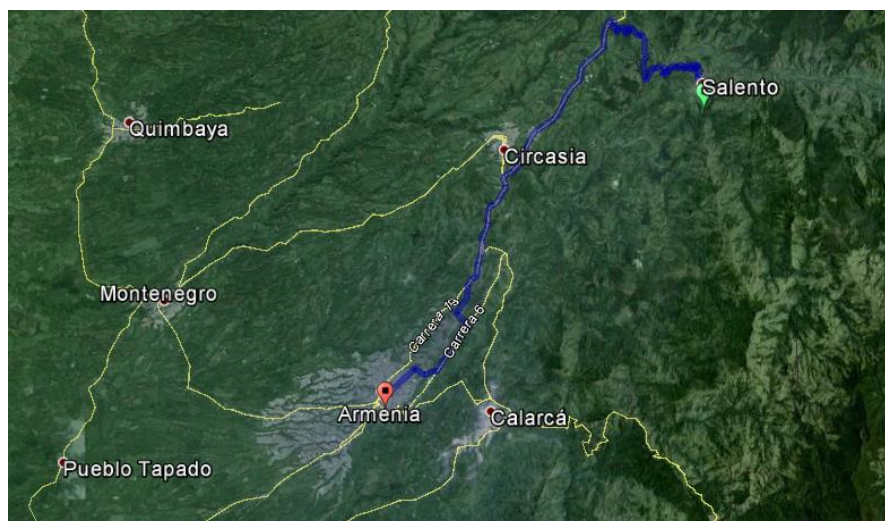 Salento
Quimbaya
Circasia
Montenegro
Carrera 19
Carrera 6
Armenia
Calarcá
Pueblo Tapado